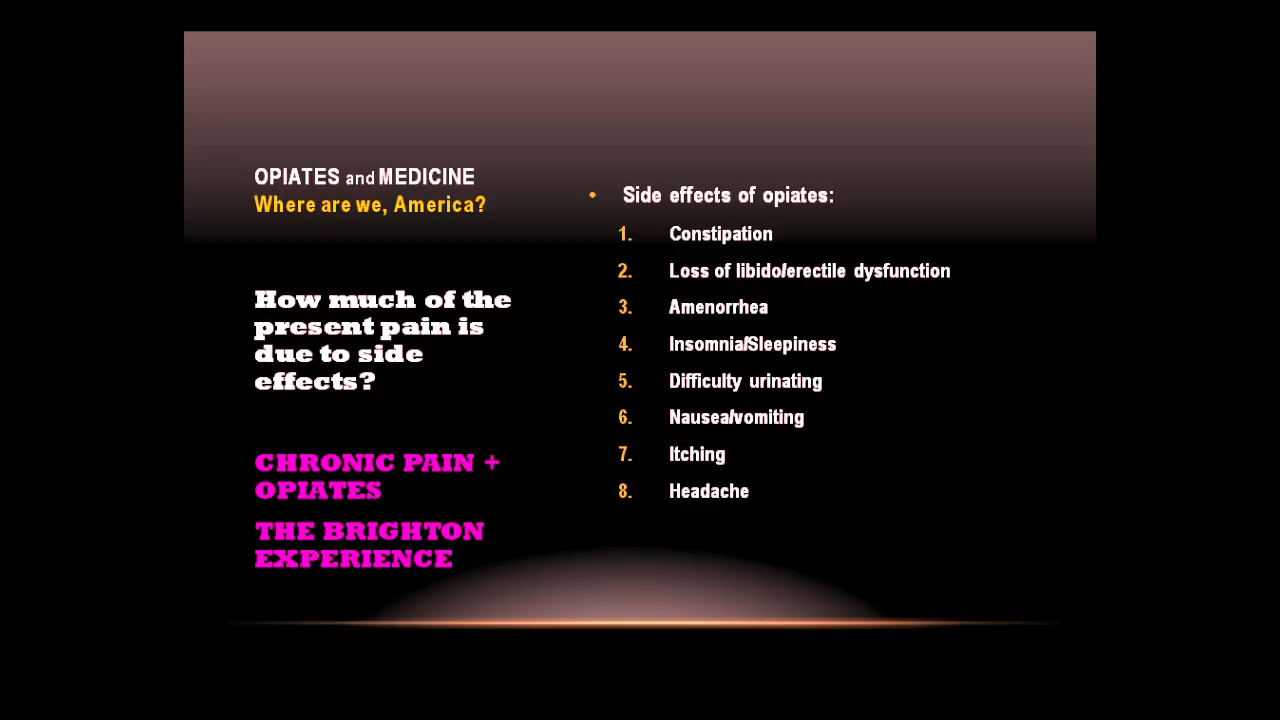 OPIATES and MEDICINE
Where are we, America?
How much of the
present pain is
due to side
effects?
CHRONIC PAIN +
OPIATES
THE BRIGHTON
EXPERIENCE
• Side effects of opiates:
1. Constipation
2. Loss of libido/erectile dysfunction
3. Amenorrhea
4. Insomnia/Sleepiness
5. Difficulty urinating
6. Nausea/vomiting
7. Itching
8. Headache